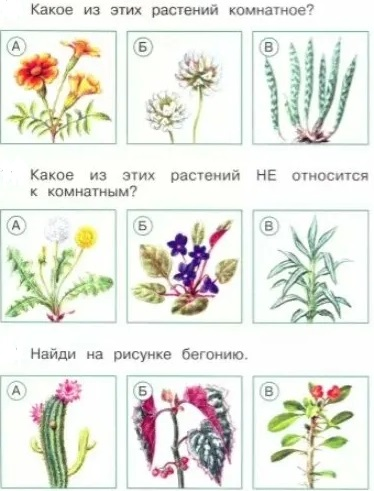 Какое из этих растений комнатное?
А Б В
Какое из этих растений НЕ относится
к комнатным?
А Б В
Найди на рисунке бегонию.
А Б В